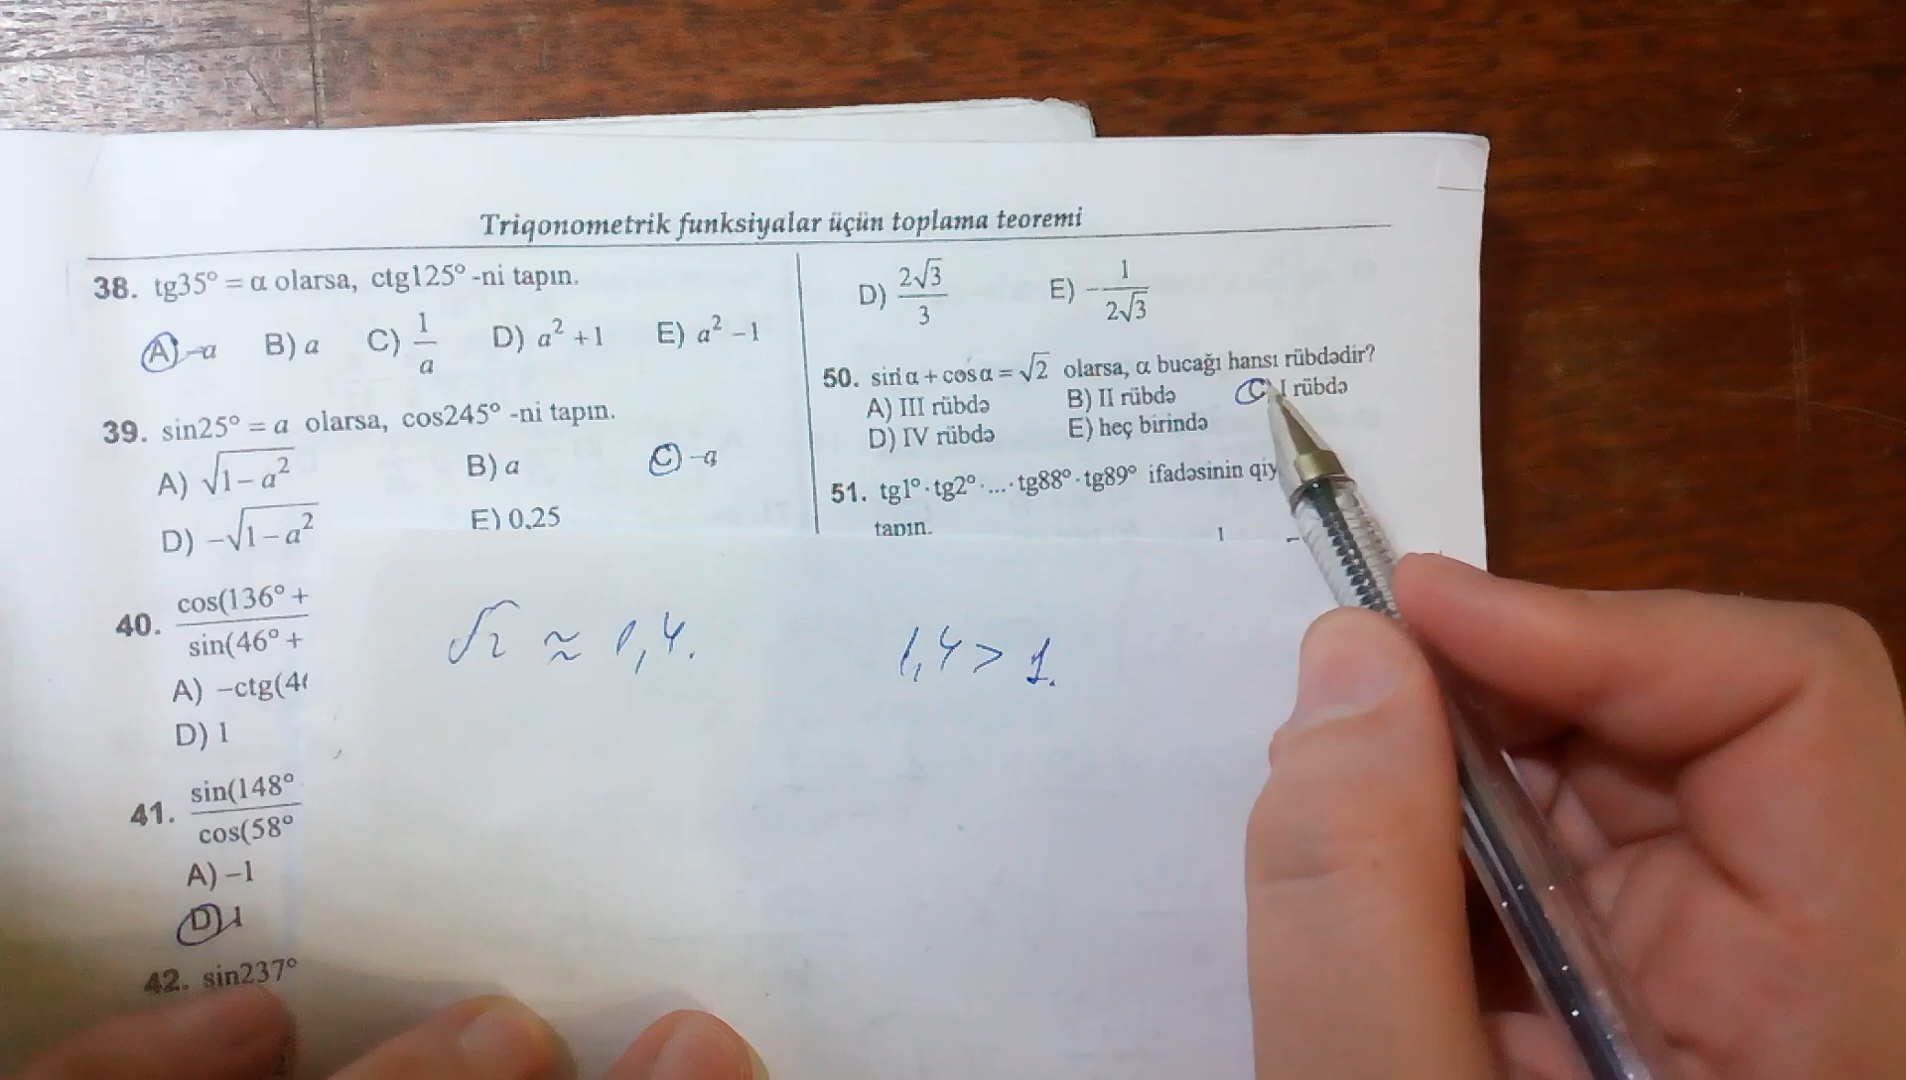 Triqonometrik funksiyalar üçün toplama teoremi
38. tg35° = α olarsa, ctg125° -ni tapın.
A) -a B) a C) 1/a D) a² + 1 E) a² - 1
39. sin25° = a olarsa, cos245° -ni tapın.
A) √(1 - a²) B) a C) -a
D) -√(1 - a²) E) 0,25
40. cos(136° +
sin(46° +
A) -ctg(4
D) 1
41. sin(148°
cos(58°
A) -1
D) 1
42. sin237°
D) 2√3/3 E) -1/(2√3)
50. sin α + cos α = √2 olarsa, α bucağı hansı rübdədir?
A) III rübdə B) II rübdə C) I rübdə
D) IV rübdə E) heç birində
51. tg1° · tg2° · ... · tg88° · tg89° ifadəsinin
tapın.
1
√2 ≈ 1,4. 1,4 > 1.